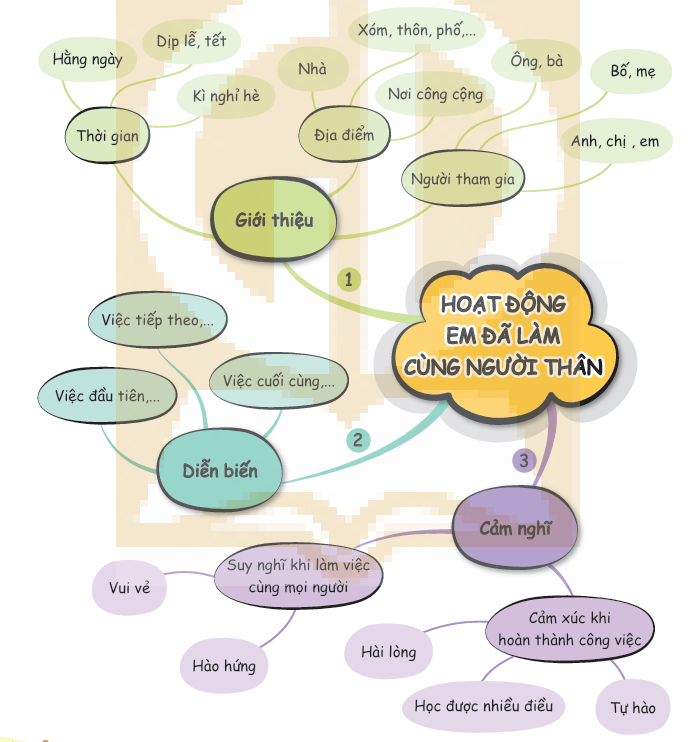 HOẠT ĐỘNG
EM ĐÃ LÀM
CÙNG NGƯỜI THÂN
1
Giới thiệu
Thời gian
Hằng ngày
Dịp lễ, tết
Kì nghỉ hè
Địa điểm
Nhà
Xóm, thôn, phố,...
Nơi công cộng
Người tham gia
Ông, bà
Bố, mẹ
Anh, chị , em
2
Diễn biến
Việc đầu tiên,...
Việc tiếp theo,...
Việc cuối cùng,...
3
Cảm nghĩ
Suy nghĩ khi làm việc
cùng mọi người
Vui vẻ
Hào hứng
Cảm xúc khi
hoàn thành công việc
Hài lòng
Học được nhiều điều
Tự hào